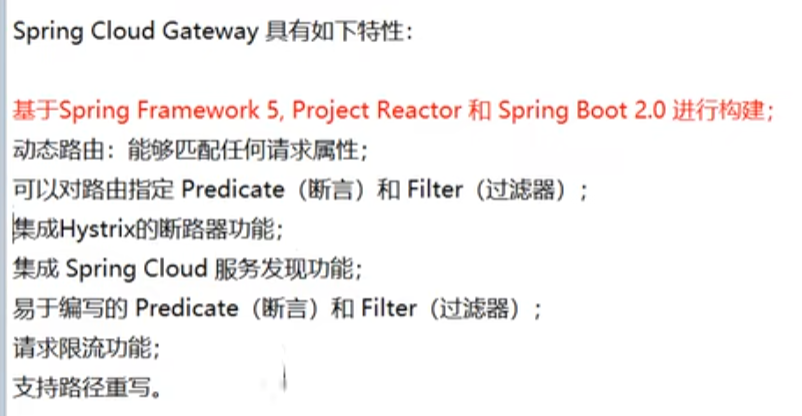 Spring Cloud Gateway 具有如下特性：
基于Spring Framework 5, Project Reactor 和 Spring Boot 2.0 进行构建；
动态路由：能够匹配任何请求属性；
可以对路由指定 Predicate（断言）和 Filter（过滤器）；
集成Hystrix的断路器功能；
集成 Spring Cloud 服务发现功能；
易于编写的 Predicate（断言）和 Filter（过滤器）；
请求限流功能；
支持路径重写。